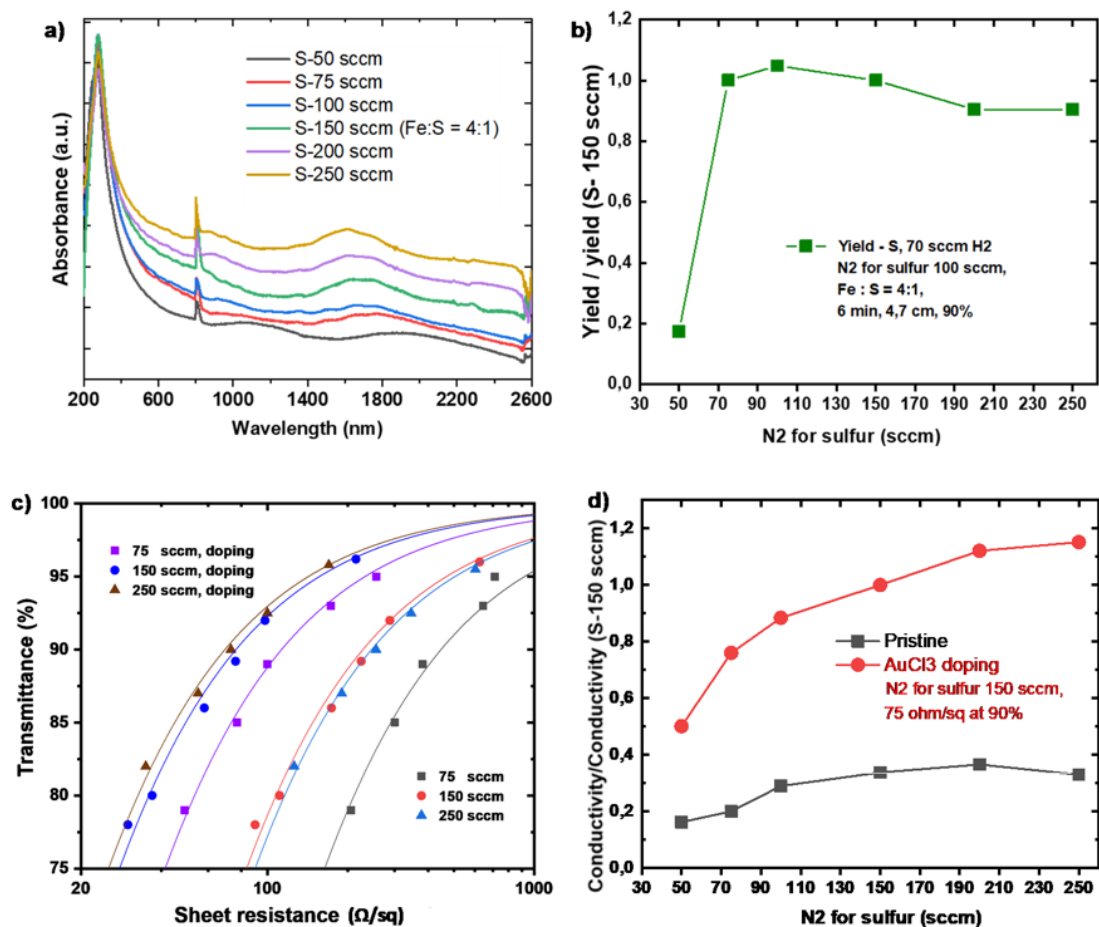 a)
Absorbance (a.u.)
S-50 sccm
S-75 sccm
S-100 sccm
S-150 sccm (Fe:S = 4:1)
S-200 sccm
S-250 sccm
200 600 1000 1400 1800 2200 2600
Wavelength (nm)
b)
Yield / yield (S- 150 sccm)
1,2
1,0
0,8
0,6
0,4
0,2
0,0
Yield - S, 70 sccm H2
N2 for sulfur 100 sccm,
Fe : S = 4:1,
6 min, 4,7 cm, 90%
30 50 70 90 110 130 150 170 190 210 230 250
N2 for sulfur (sccm)
c)
Transmittance (%)
100
95
90
85
80
75
75 sccm, doping
150 sccm, doping
250 sccm, doping
75 sccm
150 sccm
250 sccm
20 100 1000
Sheet resistance (Ω/sq)
d)
Conductivity/Conductivity (S-150 sccm)
1,2
1,0
0,8
0,6
0,4
0,2
0,0
Pristine
AuCl3 doping
N2 for sulfur 150 sccm,
75 ohm/sq at 90%
30 50 70 90 110 130 150 170 190 210 230 250
N2 for sulfur (sccm)